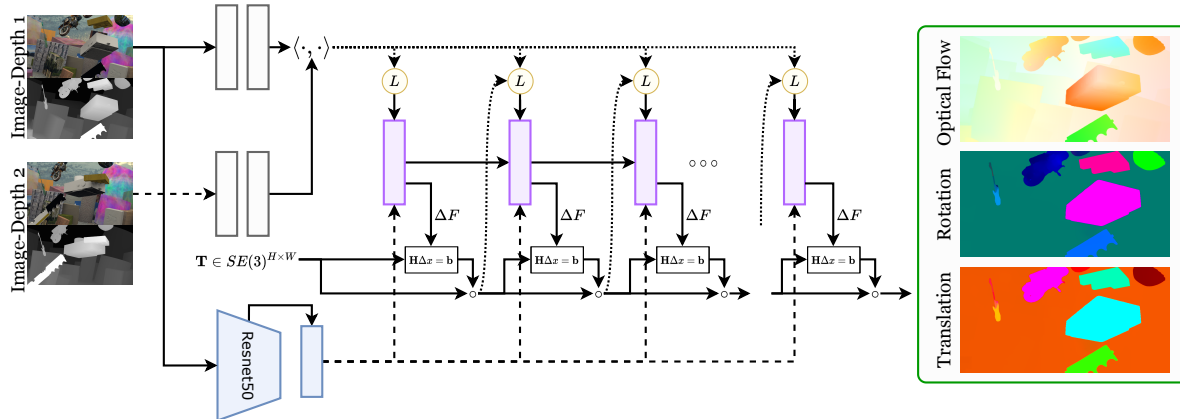 Image-Depth 1
Image-Depth 2
⟨·,·⟩
L
L
L
L
ΔF
ΔF
ΔF
ΔF
T ∈ SE(3)^{H×W}
HΔx = b
HΔx = b
HΔx = b
HΔx = b
Resnet50
Optical Flow
Rotation
Translation